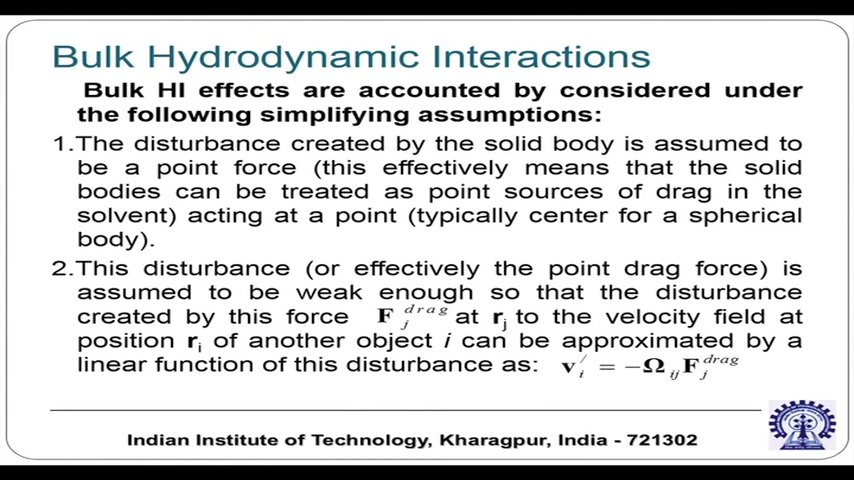 Bulk Hydrodynamic Interactions
Bulk HI effects are accounted by considered under
the following simplifying assumptions:
1.The disturbance created by the solid body is assumed to
be a point force (this effectively means that the solid
bodies can be treated as point sources of drag in the
solvent) acting at a point (typically center for a spherical
body).
2.This disturbance (or effectively the point drag force) is
assumed to be weak enough so that the disturbance
created by this force F_j^drag at r_j to the velocity field at
position r_i of another object i can be approximated by a
linear function of this disturbance as: v_i^/ = −Ω_ij F_j^drag
Indian Institute of Technology, Kharagpur, India - 721302